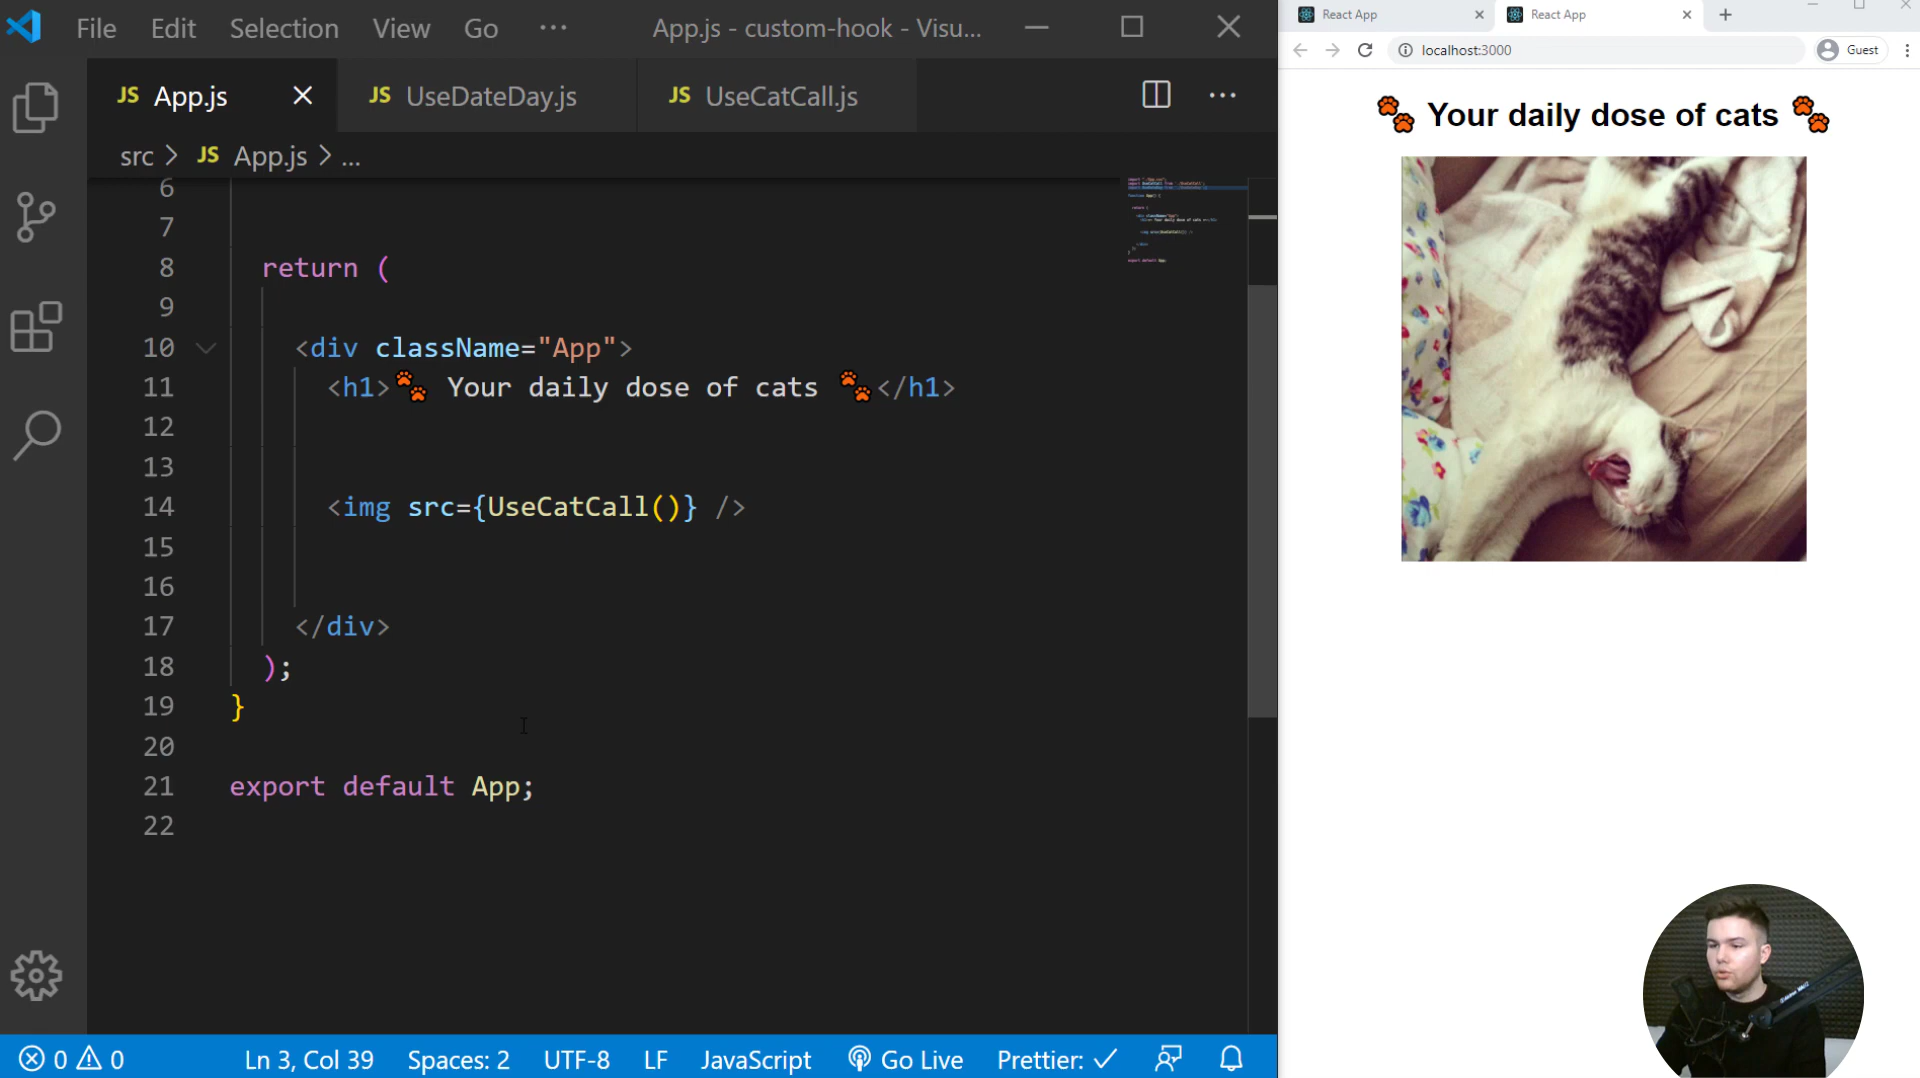 File Edit Selection View Go ··· App.js - custom-hook - Visu...
JS App.js JS UseDateDay.js JS UseCatCall.js
src > JS App.js > ...
6
7
8 return (
9
10 <div className="App">
11 <h1>🐾 Your daily dose of cats 🐾</h1>
12
13
14 <img src={UseCatCall()} />
15
16
17 </div>
18 );
19 }
20
21 export default App;
22
0 0 Ln 3, Col 39 Spaces: 2 UTF-8 LF JavaScript Go Live Prettier: ✓
React App React App
localhost:3000 Guest
🐾 Your daily dose of cats 🐾